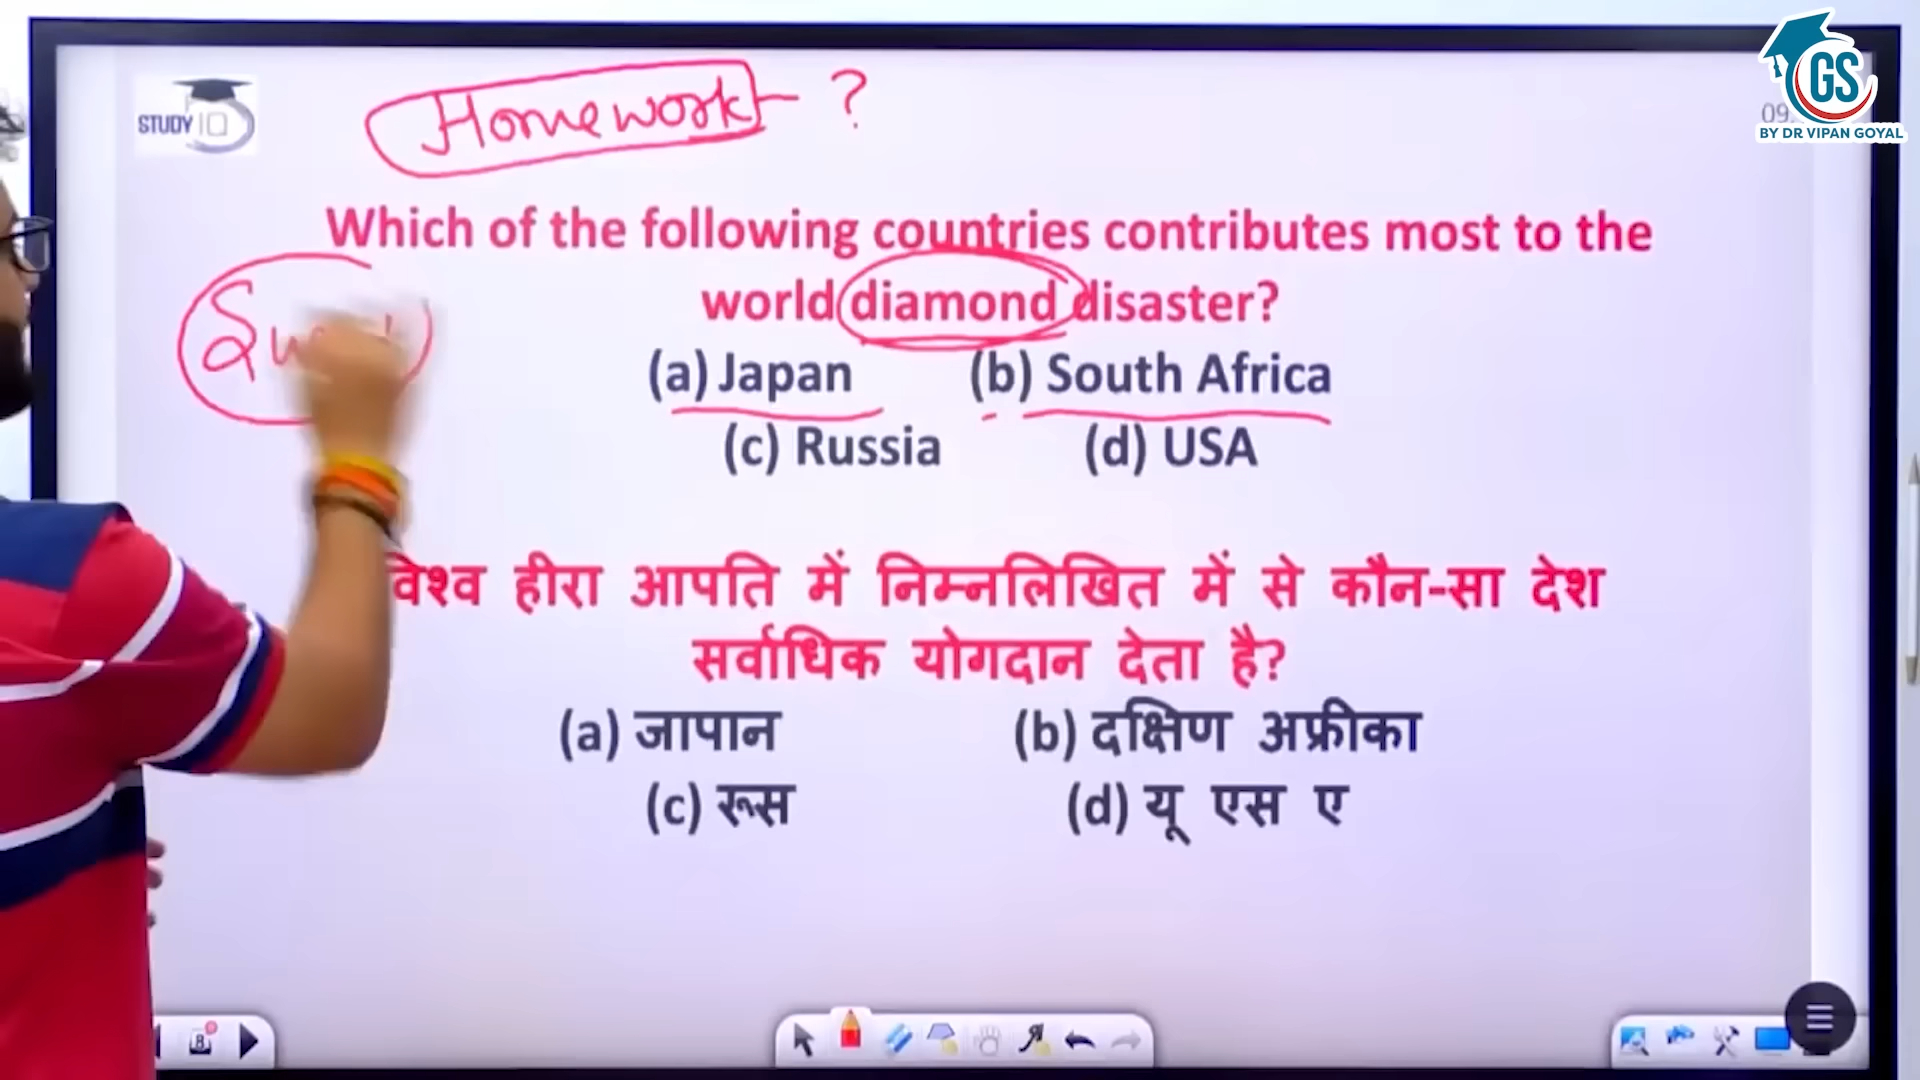 Homework - ?
STUDY IQ
GS
09
BY DR VIPAN GOYAL
Which of the following countries contributes most to the
world diamond disaster?
(a) Japan (b) South Africa
(c) Russia (d) USA
विश्व हीरा आपति में निम्नलिखित में से कौन-सा देश
सर्वाधिक योगदान देता है?
(a) जापान (b) दक्षिण अफ्रीका
(c) रूस (d) यू एस ए
8